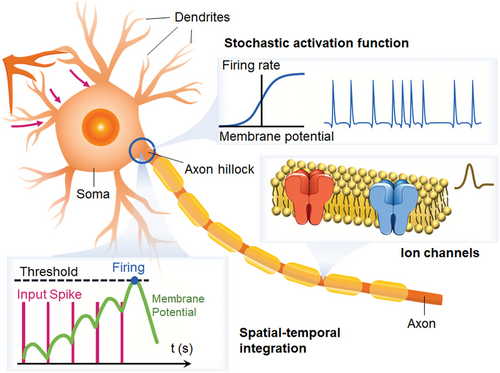 Dendrites
Stochastic activation function
Firing rate
Membrane potential
Axon hillock
Soma
Ion channels
Threshold
Firing
Input Spike
Membrane
Potential
t (s)
Spatial-temporal
integration
Axon